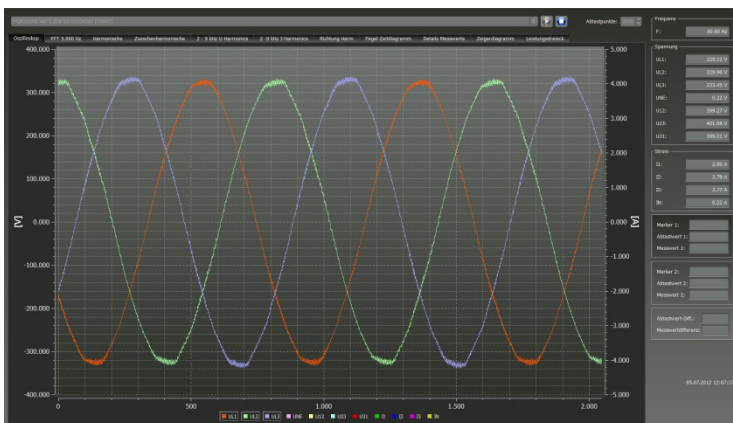 Abtastpunkte: 2048
Oszilloskop FFT 3.000 Hz Harmonische Zwischenharmonische 2 - 9 kHz U-Harmonics 2 -9 kHz I-Harmonics Richtung Harm Pegel-Zeitdiagramm Details Messwerte Zeigerdiagramm Leistungsdreieck
400.000
300.000
200.000
100.000
0.000
-100.000
-200.000
-300.000
-400.000
[V]
5.000
4.000
3.000
2.000
1.000
0.000
-1.000
-2.000
-3.000
-4.000
-5.000
[A]
0 500 1.000 1.500 2.000
UL1 UL2 UL3 UNE U12 U23 U31 I1 I2 I3 IN
Frequenz
F:
Spannung
UL1: 229.12 V
UL2: 229.90 V
UL3: 233.45 V
UNE: 0.32 V
U12: 399.27 V
U23: 401.08 V
U31: 399.01 V
Strom
I1: 2.96 A
I2: 2.79 A
I3: 2.77 A
IN: 0.33 A
Marker 1:
Abtastwert 1:
Messwert 1:
Marker 2:
Abtastwert 2:
Messwert 2:
Abtastwert-Diff.:
Messwertdifferenz:
05.07.2012